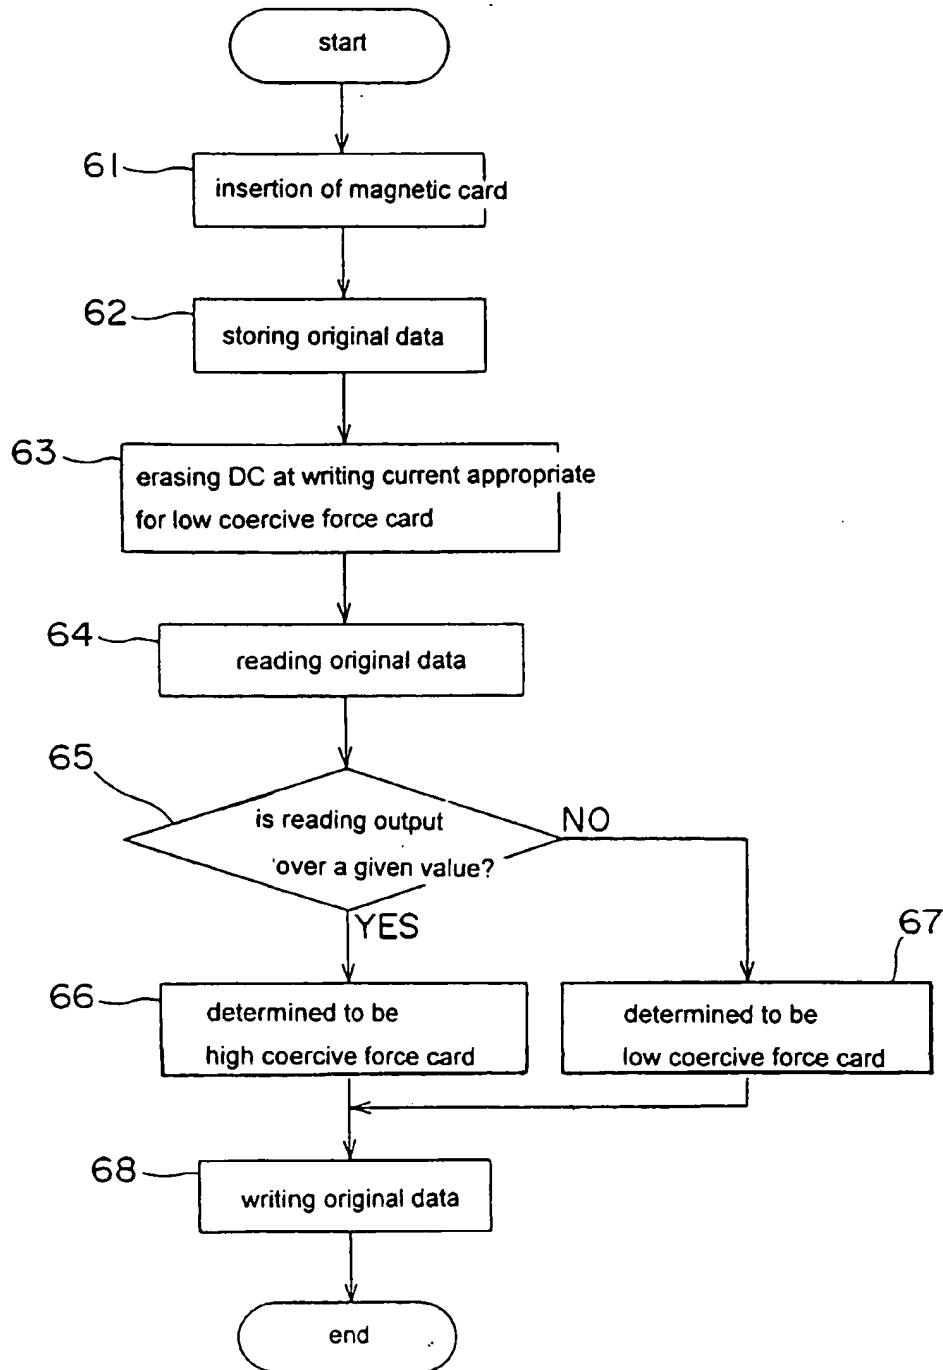 start
61
insertion of magnetic card
62
storing original data
63
erasing DC at writing current appropriate
for low coercive force card
64
reading original data
65
is reading output
over a given value?
NO
YES
66
determined to be
high coercive force card
67
determined to be
low coercive force card
68
writing original data
end